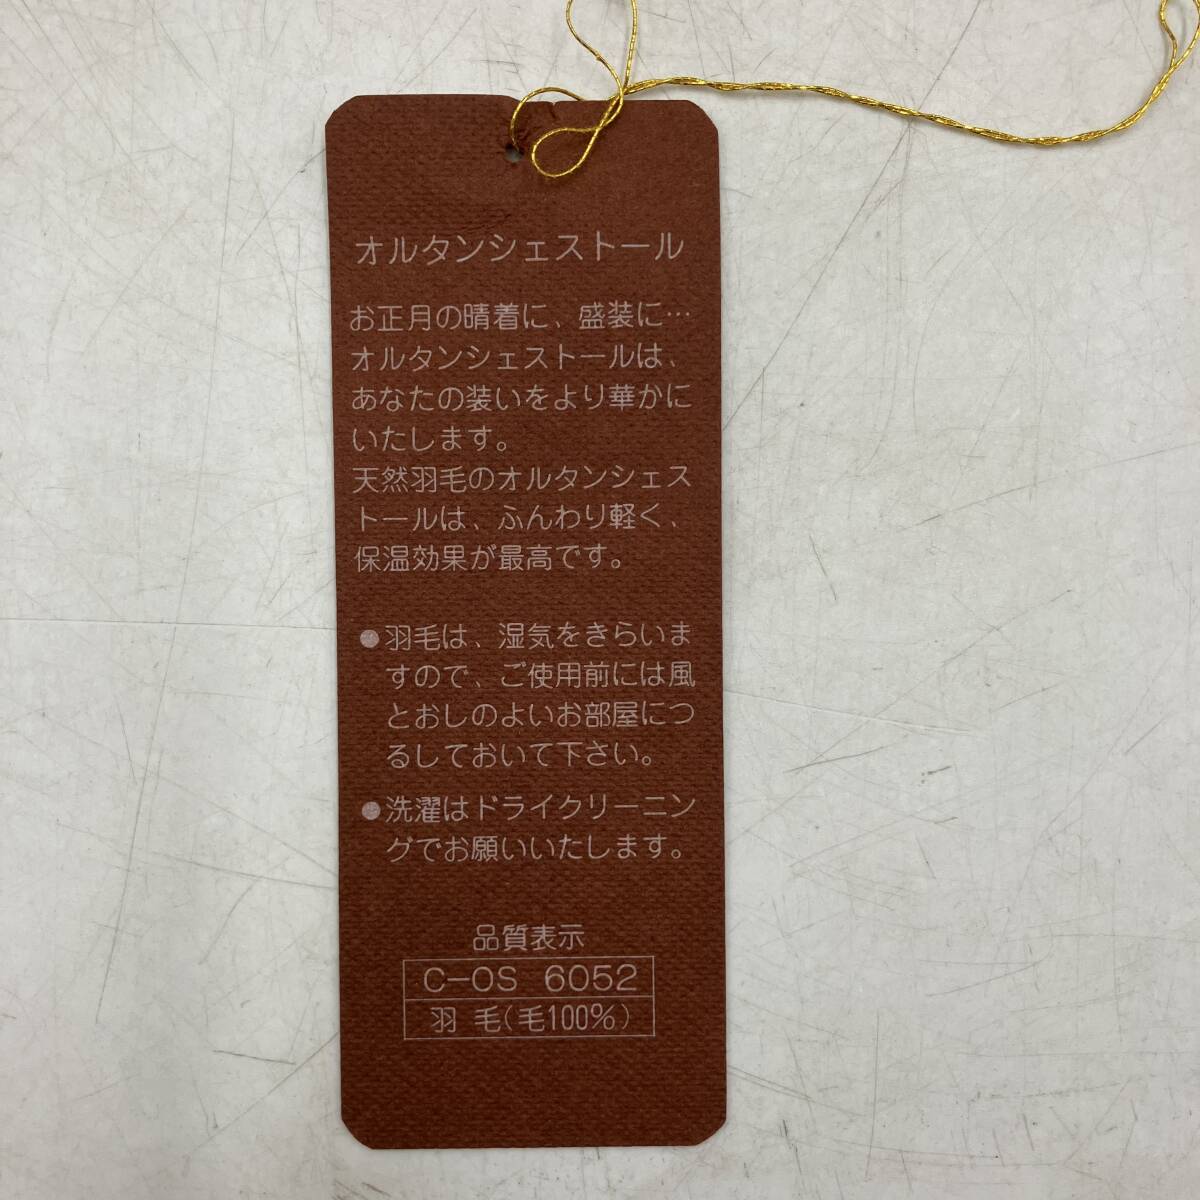 オルタンシェストール
お正月の晴着に、盛装に…
オルタンシェストールは、
あなたの装いをより華かに
いたします。
天然羽毛のオルタンシェス
トールは、ふんわり軽く、
保温効果が最高です。
●羽毛は、湿気をきらいま
すので、ご使用前には風
とおしのよいお部屋につ
るしておいて下さい。
●洗濯はドライクリーニン
グでお願いいたします。
品質表示
C-OS 6052
羽 毛(毛100%)